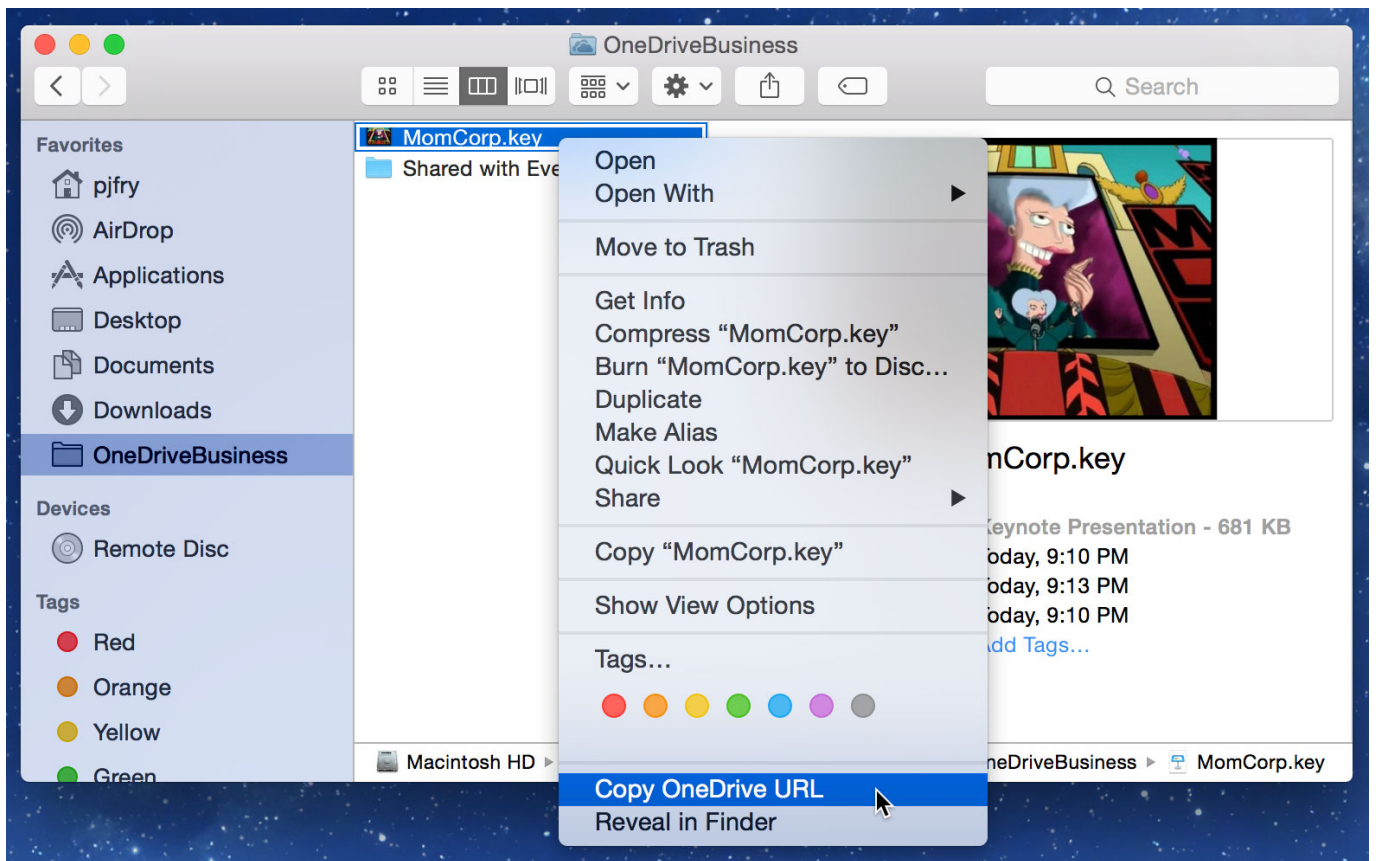 OneDriveBusiness
Search
Favorites
pjfry
AirDrop
Applications
Desktop
Documents
Downloads
OneDriveBusiness
Devices
Remote Disc
Tags
Red
Orange
Yellow
Green
MomCorp.key
Shared with Eve
Open
Open With
Move to Trash
Get Info
Compress “MomCorp.key”
Burn “MomCorp.key” to Disc...
Duplicate
Make Alias
Quick Look “MomCorp.key”
Share
Copy “MomCorp.key”
Show View Options
Tags...
Copy OneDrive URL
Reveal in Finder
mCorp.key
Keynote Presentation - 681 KB
Today, 9:10 PM
Today, 9:13 PM
Today, 9:10 PM
Add Tags...
Macintosh HD
neDriveBusiness
MomCorp.key